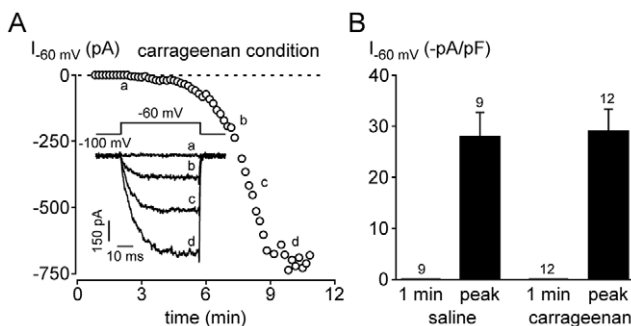 A
I-60 mV (pA) carrageenan condition
0
-250
-500
-750
a
b
c
d
-60 mV
-100 mV
a
b
c
d
150 pA
10 ms
0 3 6 9 12
time (min)
B
I-60 mV (-pA/pF)
40
30
20
10
0
9 9 12 12
1 min peak 1 min peak
saline carrageenan